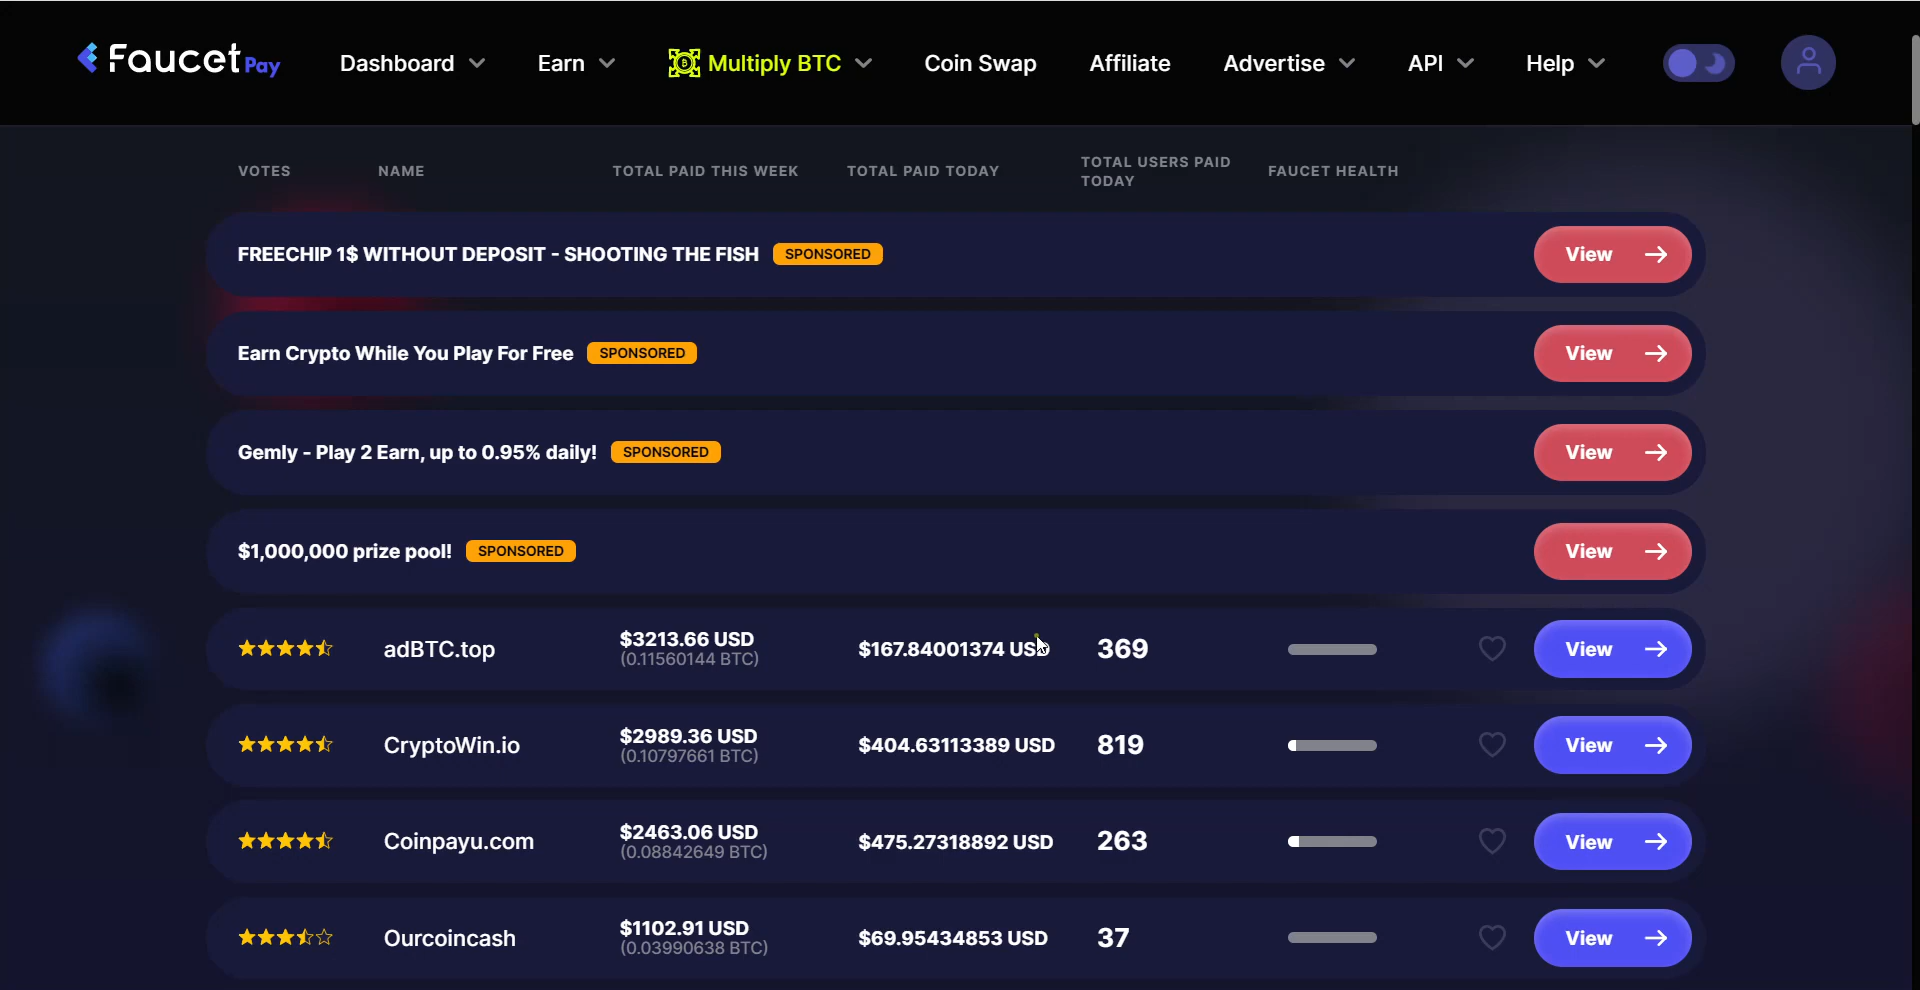 Faucet Pay Dashboard Earn Multiply BTC Coin Swap Affiliate Advertise API Help
VOTES NAME TOTAL PAID THIS WEEK TOTAL PAID TODAY TOTAL USERS PAID TODAY FAUCET HEALTH
FREECHIP 1$ WITHOUT DEPOSIT - SHOOTING THE FISH SPONSORED View
Earn Crypto While You Play For Free SPONSORED View
Gemly - Play 2 Earn, up to 0.95% daily! SPONSORED View
$1,000,000 prize pool! SPONSORED View
adBTC.top $3213.66 USD (0.11560144 BTC) $167.84001374 USD 369 View
CryptoWin.io $2989.36 USD (0.10797661 BTC) $404.63113389 USD 819 View
Coinpayu.com $2463.06 USD (0.08842649 BTC) $475.27318892 USD 263 View
Ourcoincash $1102.91 USD (0.03990638 BTC) $69.95434853 USD 37 View